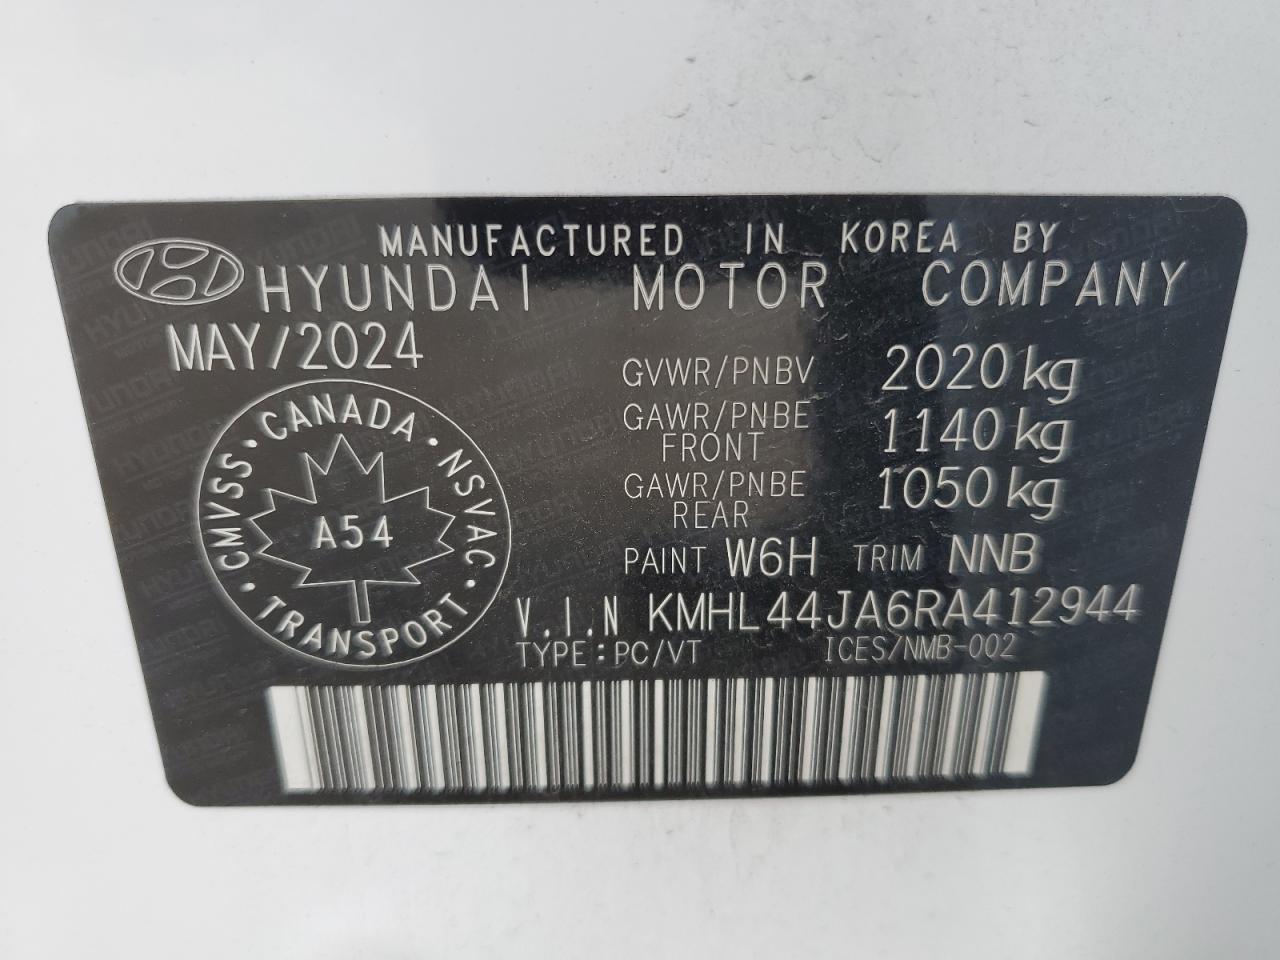 MANUFACTURED IN KOREA BY
HYUNDAI MOTOR COMPANY
MAY/2024
GVWR/PNBV 2020 kg
GAWR/PNBE FRONT 1140 kg
GAWR/PNBE REAR 1050 kg
PAINT W6H TRIM NNB
V.I.N KMHL44JA6RA412944
TYPE:PC/VT ICES/NMB-002
CANADA · NSVAC · TRANSPORT · CMVSS ·
A54